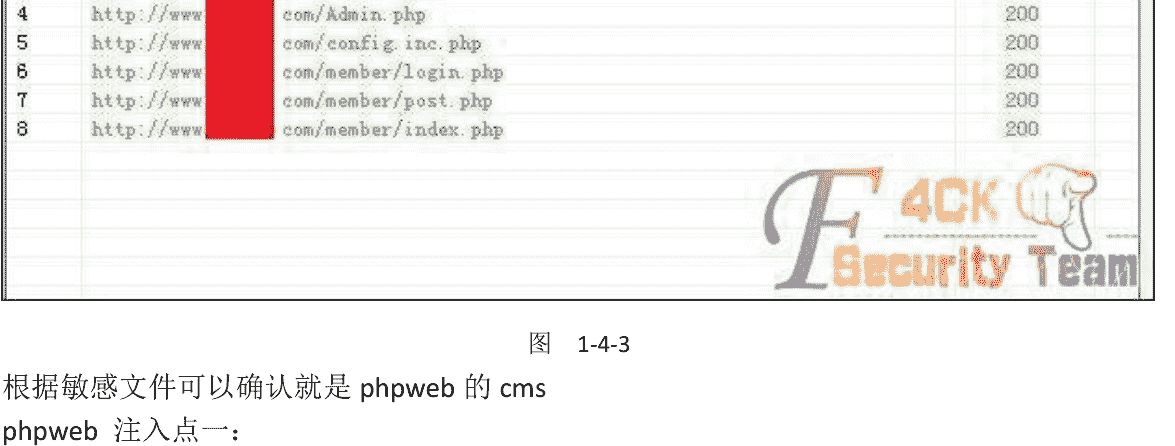 4 http://www. com/Admin.php 200
5 http://www. com/config.inc.php 200
6 http://www. com/member/login.php 200
7 http://www. com/member/post.php 200
8 http://www. com/member/index.php 200
F4CK
Security Team
图 1-4-3
根据敏感文件可以确认就是 phpweb 的 cms
phpweb 注入点一：